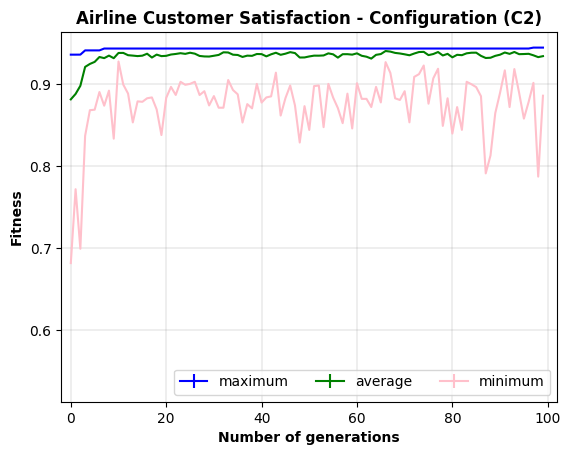 Airline Customer Satisfaction - Configuration (C2)
Fitness
0.9
0.8
0.7
0.6
maximum average minimum
0 20 40 60 80 100
Number of generations